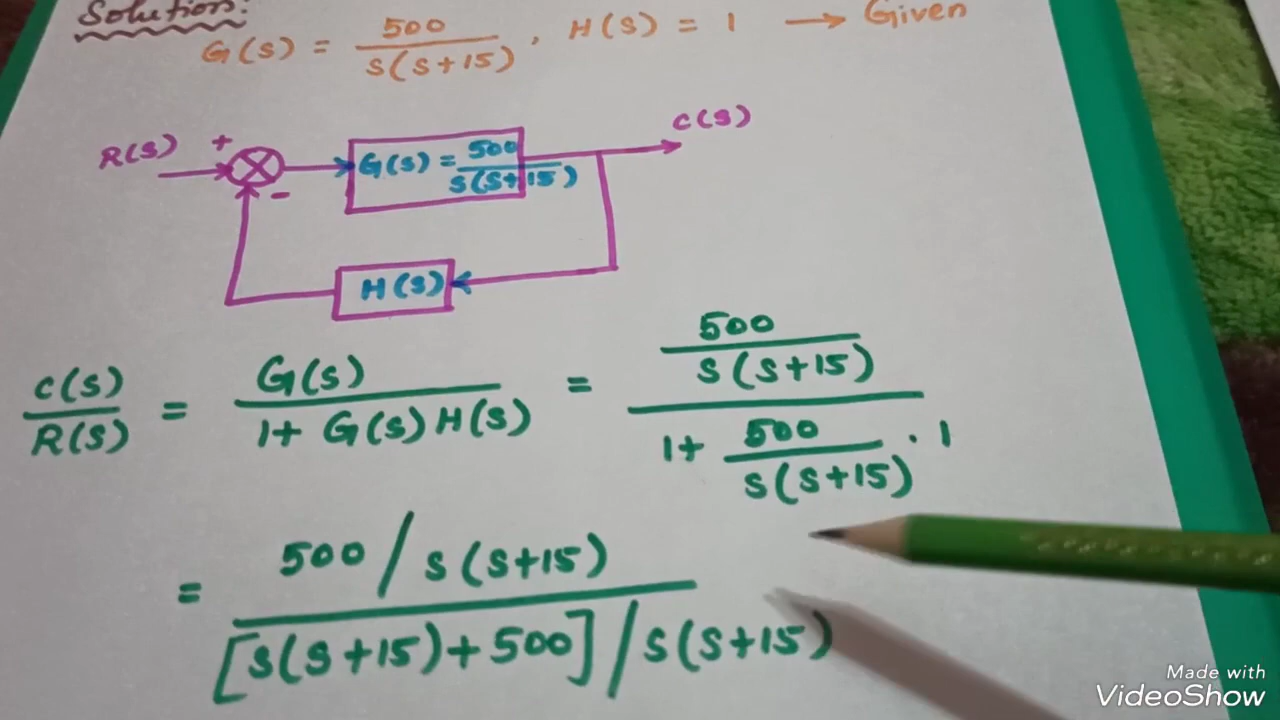 Solution:
G(s) = 500 / s(s+15) , H(s) = 1 → Given
R(s) + - G(s) = 500 / s(s+15) C(s)
H(s)
C(s) / R(s) = G(s) / 1+ G(s) H(s) = 500 / s(s+15) / 1+ 500 / s(s+15) . 1
= 500 / s(s+15) / [s(s+15)+500] / s(s+15)
Made with
VideoShow